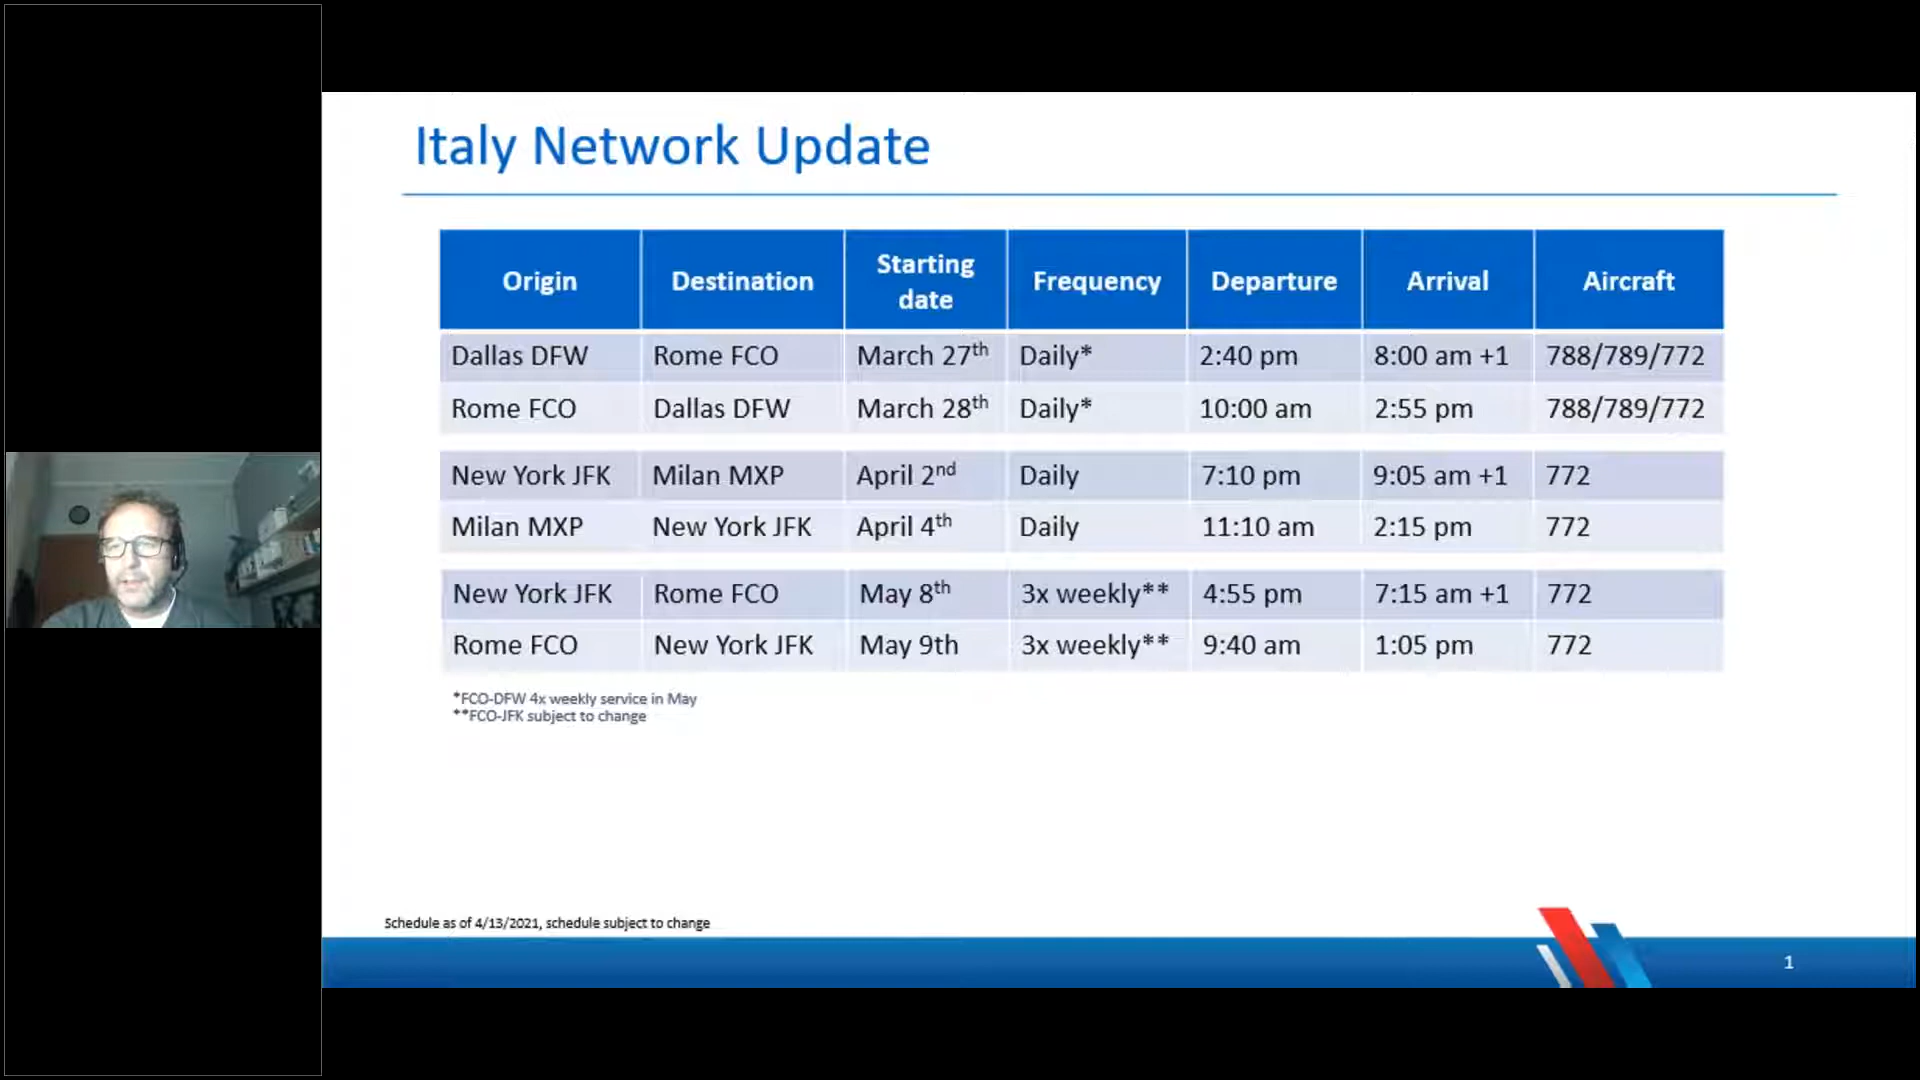 Italy Network Update
Origin Destination Starting date Frequency Departure Arrival Aircraft
Dallas DFW Rome FCO March 27th Daily* 2:40 pm 8:00 am +1 788/789/772
Rome FCO Dallas DFW March 28th Daily* 10:00 am 2:55 pm 788/789/772
New York JFK Milan MXP April 2nd Daily 7:10 pm 9:05 am +1 772
Milan MXP New York JFK April 4th Daily 11:10 am 2:15 pm 772
New York JFK Rome FCO May 8th 3x weekly** 4:55 pm 7:15 am +1 772
Rome FCO New York JFK May 9th 3x weekly** 9:40 am 1:05 pm 772
*FCO-DFW 4x weekly service in May
**FCO-JFK subject to change
Schedule as of 4/13/2021, schedule subject to change
1